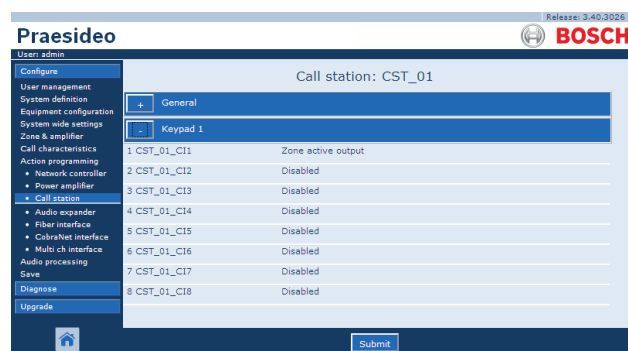 Release: 3.40.3026
Praesideo
BOSCH
User: admin
Configure
User management
System definition
Equipment configuration
System wide settings
Zone & amplifier
Call characteristics
Action programming
• Network controller
• Power amplifier
• Call station
• Audio expander
• Fiber interface
• CobraNet interface
• Multi ch interface
Audio processing
Save
Diagnose
Upgrade
Call station: CST_01
+ General
- Keypad 1
1 CST_01_CI1 Zone active output
2 CST_01_CI2 Disabled
3 CST_01_CI3 Disabled
4 CST_01_CI4 Disabled
5 CST_01_CI5 Disabled
6 CST_01_CI6 Disabled
7 CST_01_CI7 Disabled
8 CST_01_CI8 Disabled
Submit